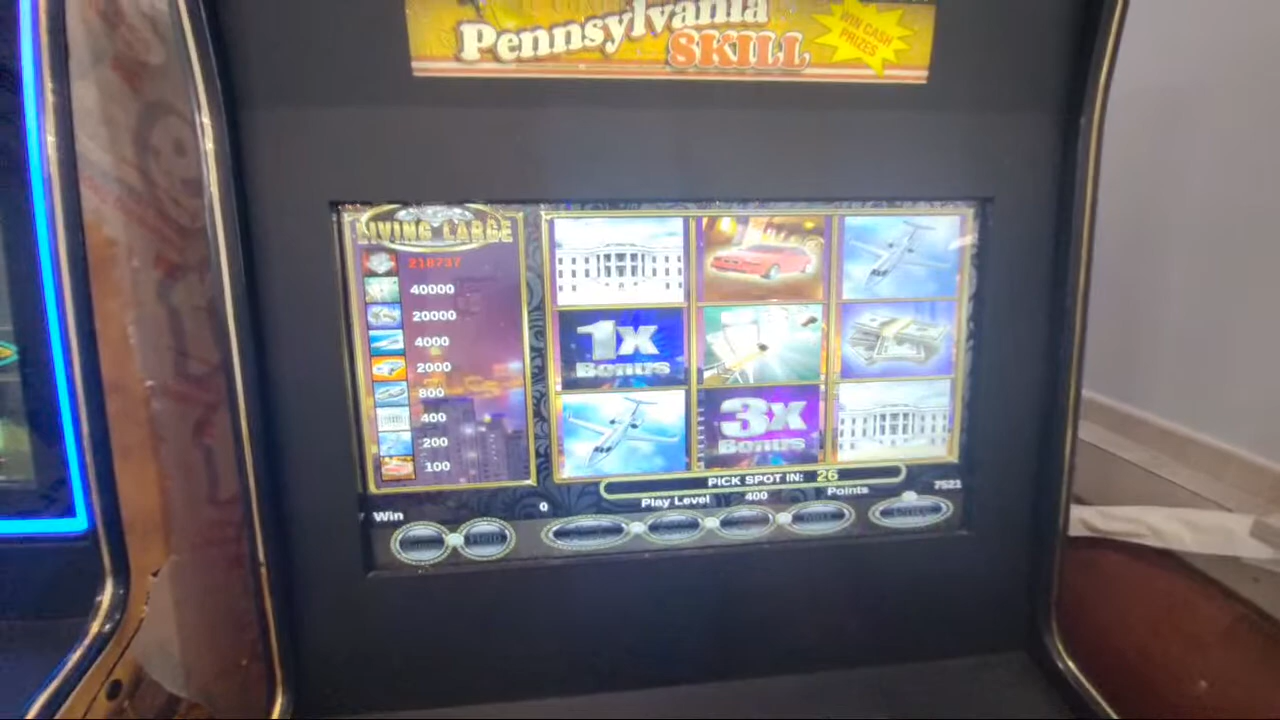 Pennsylvania
SKILL
WIN CASH
PRIZES
LIVING LARGE
218737
40000
20000
4000
2000
800
400
200
100
1x
Bonus
3x
Bonus
PICK SPOT IN: 26
Win 0
Play Level 400
Points 7521